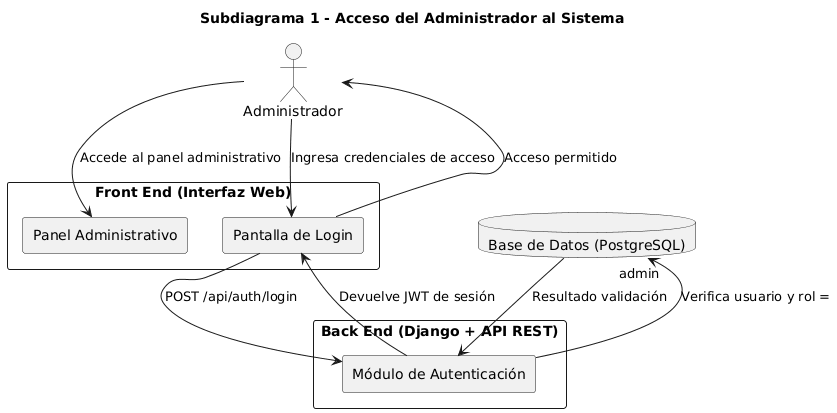 Subdiagrama 1 - Acceso del Administrador al Sistema
Administrador
Accede al panel administrativo
Ingresa credenciales de acceso
Acceso permitido
Front End (Interfaz Web)
Panel Administrativo
Pantalla de Login
Base de Datos (PostgreSQL)
admin
POST /api/auth/login
Devuelve JWT de sesión
Resultado validación
Verifica usuario y rol =
Back End (Django + API REST)
Módulo de Autenticación